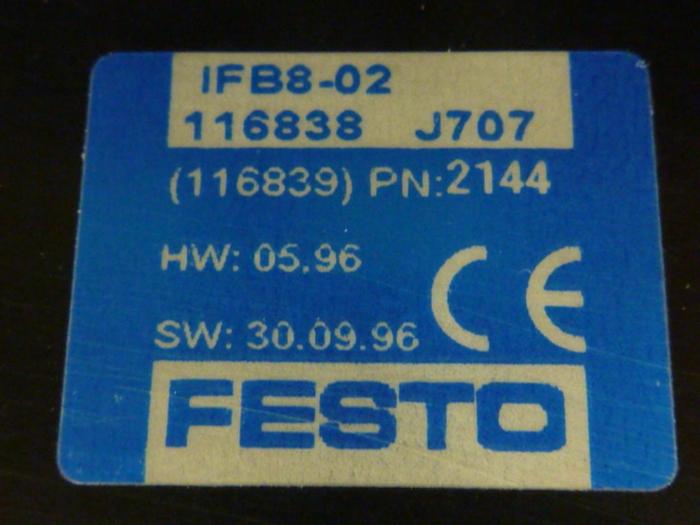 IFB8-02
116838 J707
(116839) PN:2144
HW: 05.96
SW: 30.09.96
CE
FESTO